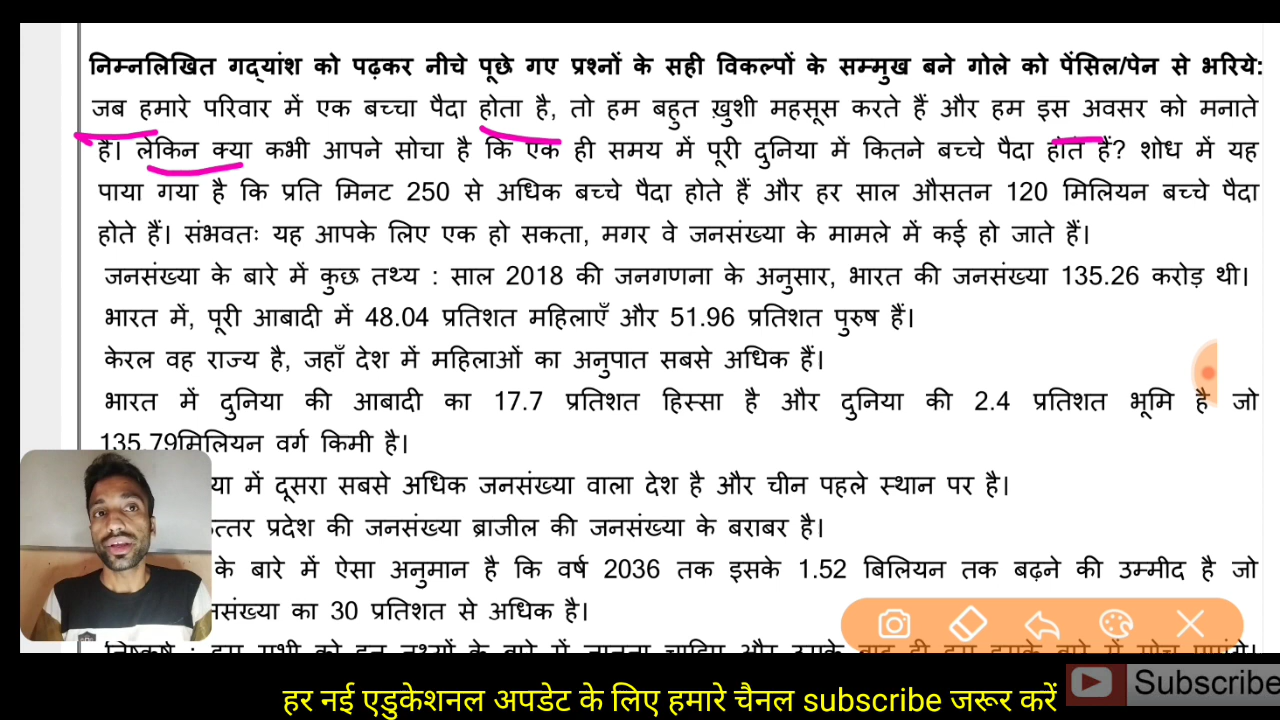 निम्नलिखित गद्यांश को पढ़कर नीचे पूछे गए प्रश्नों के सही विकल्पों के सम्मुख बने गोले को पेंसिल/पेन से भरिये:
जब हमारे परिवार में एक बच्चा पैदा होता है, तो हम बहुत ख़ुशी महसूस करते हैं और हम इस अवसर को मनाते
हैं। लेकिन क्या कभी आपने सोचा है कि एक ही समय में पूरी दुनिया में कितने बच्चे पैदा होते हैं? शोध में यह
पाया गया है कि प्रति मिनट 250 से अधिक बच्चे पैदा होते हैं और हर साल औसतन 120 मिलियन बच्चे पैदा
होते हैं। संभवतः यह आपके लिए एक हो सकता, मगर वे जनसंख्या के मामले में कई हो जाते हैं।
जनसंख्या के बारे में कुछ तथ्य : साल 2018 की जनगणना के अनुसार, भारत की जनसंख्या 135.26 करोड़ थी।
भारत में, पूरी आबादी में 48.04 प्रतिशत महिलाएँ और 51.96 प्रतिशत पुरुष हैं।
केरल वह राज्य है, जहाँ देश में महिलाओं का अनुपात सबसे अधिक हैं।
भारत में दुनिया की आबादी का 17.7 प्रतिशत हिस्सा है और दुनिया की 2.4 प्रतिशत भूमि है जो
135.79मिलियन वर्ग किमी है।
में दूसरा सबसे अधिक जनसंख्या वाला देश है और चीन पहले स्थान पर है।
प्रदेश की जनसंख्या ब्राजील की जनसंख्या के बराबर है।
के बारे में ऐसा अनुमान है कि वर्ष 2036 तक इसके 1.52 बिलियन तक बढ़ने की उम्मीद है जो
का 30 प्रतिशत से अधिक है।
हर नई एडुकेशनल अपडेट के लिए हमारे चैनल subscribe जरूर करें
Subscribe